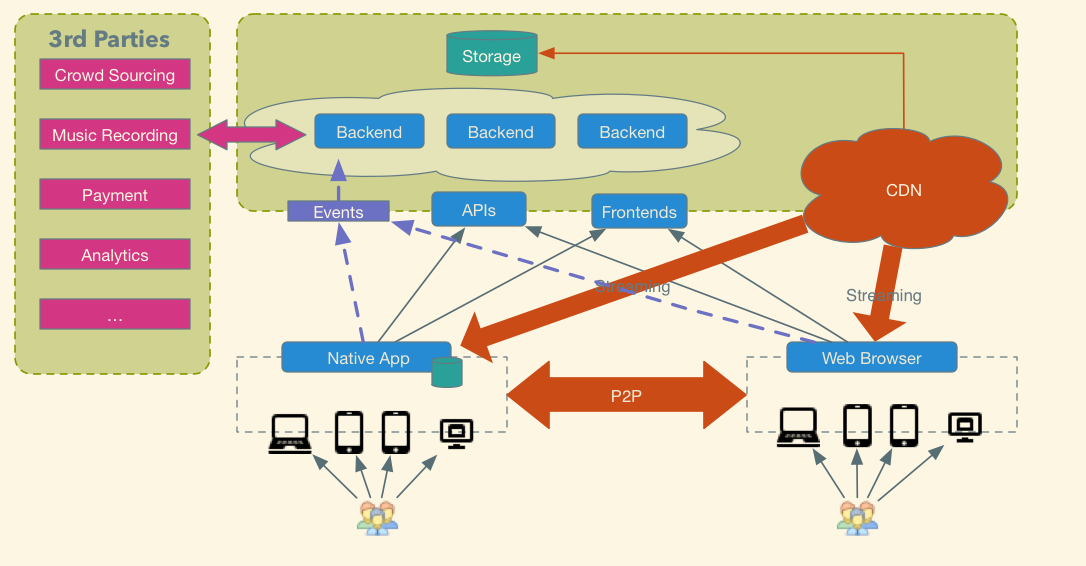 3rd Parties
Crowd Sourcing
Music Recording
Payment
Analytics
...
Storage
Backend
Backend
Backend
CDN
Events
APIs
Frontends
Streaming
Streaming
Native App
Web Browser
P2P